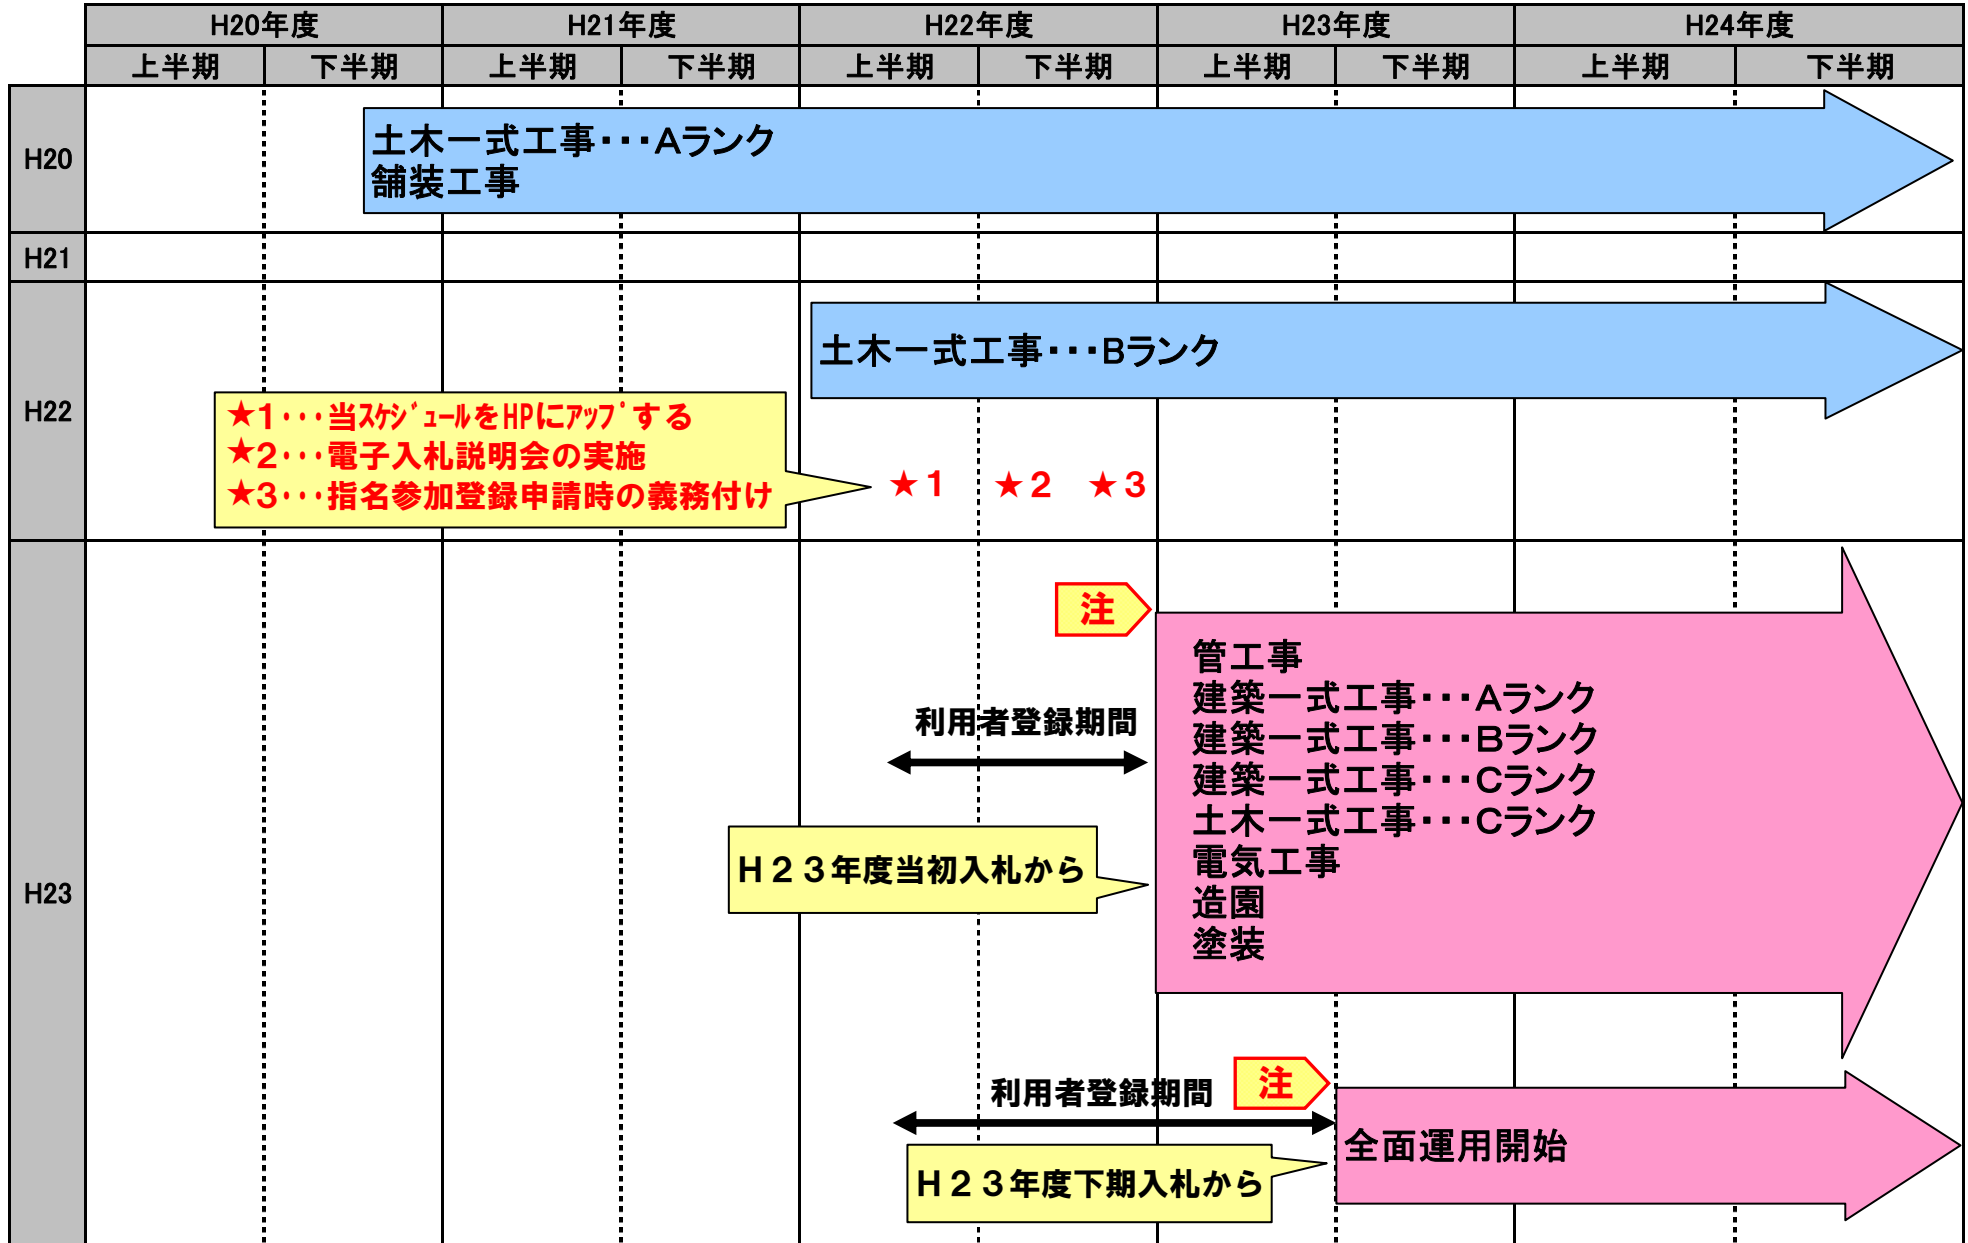 H20年度 H21年度 H22年度 H23年度 H24年度
上半期 下半期 上半期 下半期 上半期 下半期 上半期 下半期 上半期 下半期
H20
土木一式工事・・・Aランク
舗装工事
H21
H22
土木一式工事・・・Bランク
★1・・・当ｽｹｼﾞｭｰﾙをHPにｱｯﾌﾟする
★2・・・電子入札説明会の実施
★3・・・指名参加登録申請時の義務付け
★1 ★2 ★3
H23
注
管工事
建築一式工事・・・Aランク
建築一式工事・・・Bランク
建築一式工事・・・Cランク
土木一式工事・・・Cランク
電気工事
造園
塗装
利用者登録期間
H２３年度当初入札から
利用者登録期間
注
全面運用開始
H２３年度下期入札から